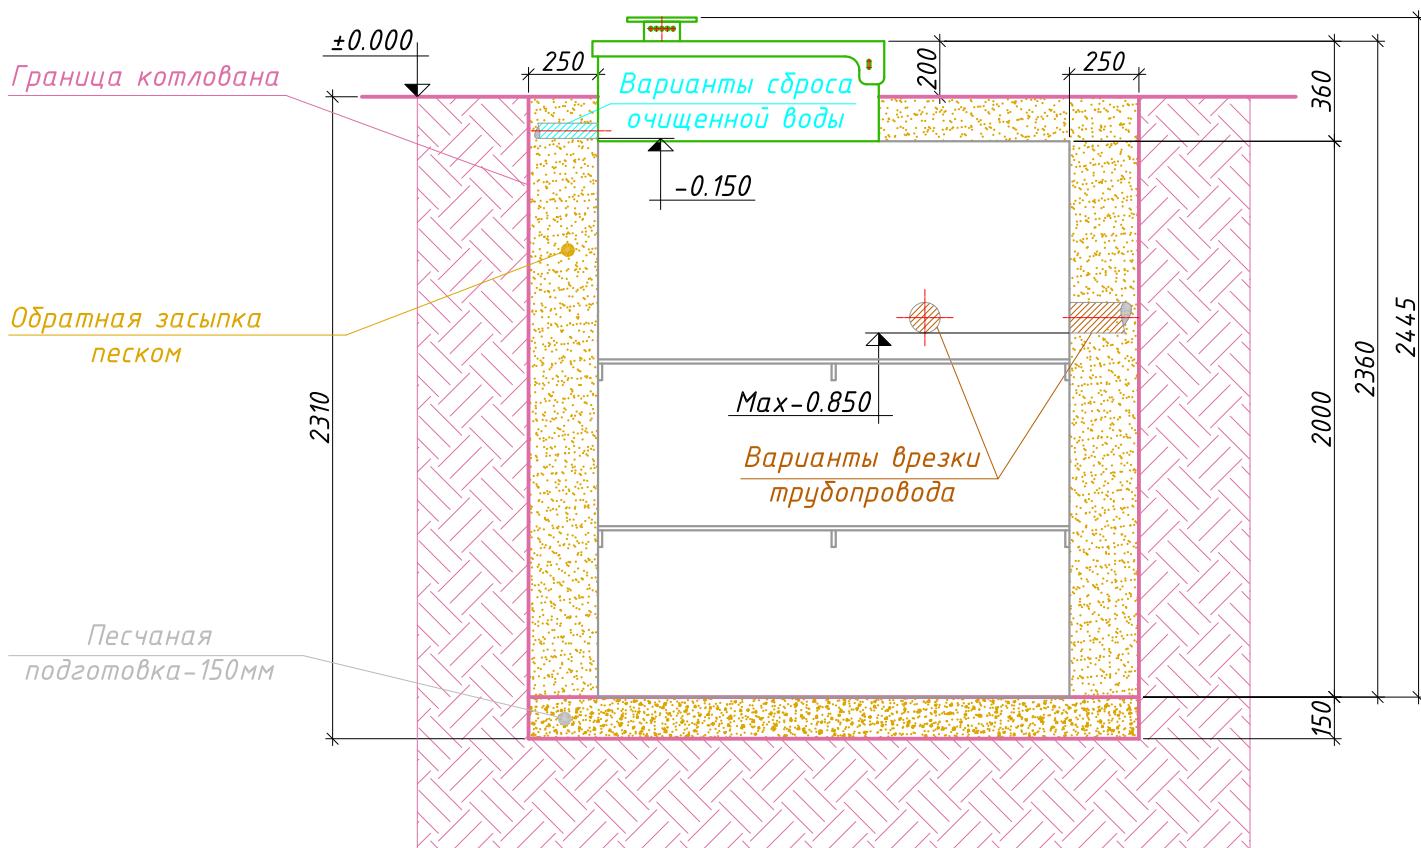 ±0.000
250
200
250
360
Граница котлована
Варианты сброса
очищенной воды
-0.150
Обратная засыпка
песком
2310
Max-0.850
2000
2360
2445
Варианты врезки
трубопровода
Песчаная
подготовка-150мм
150